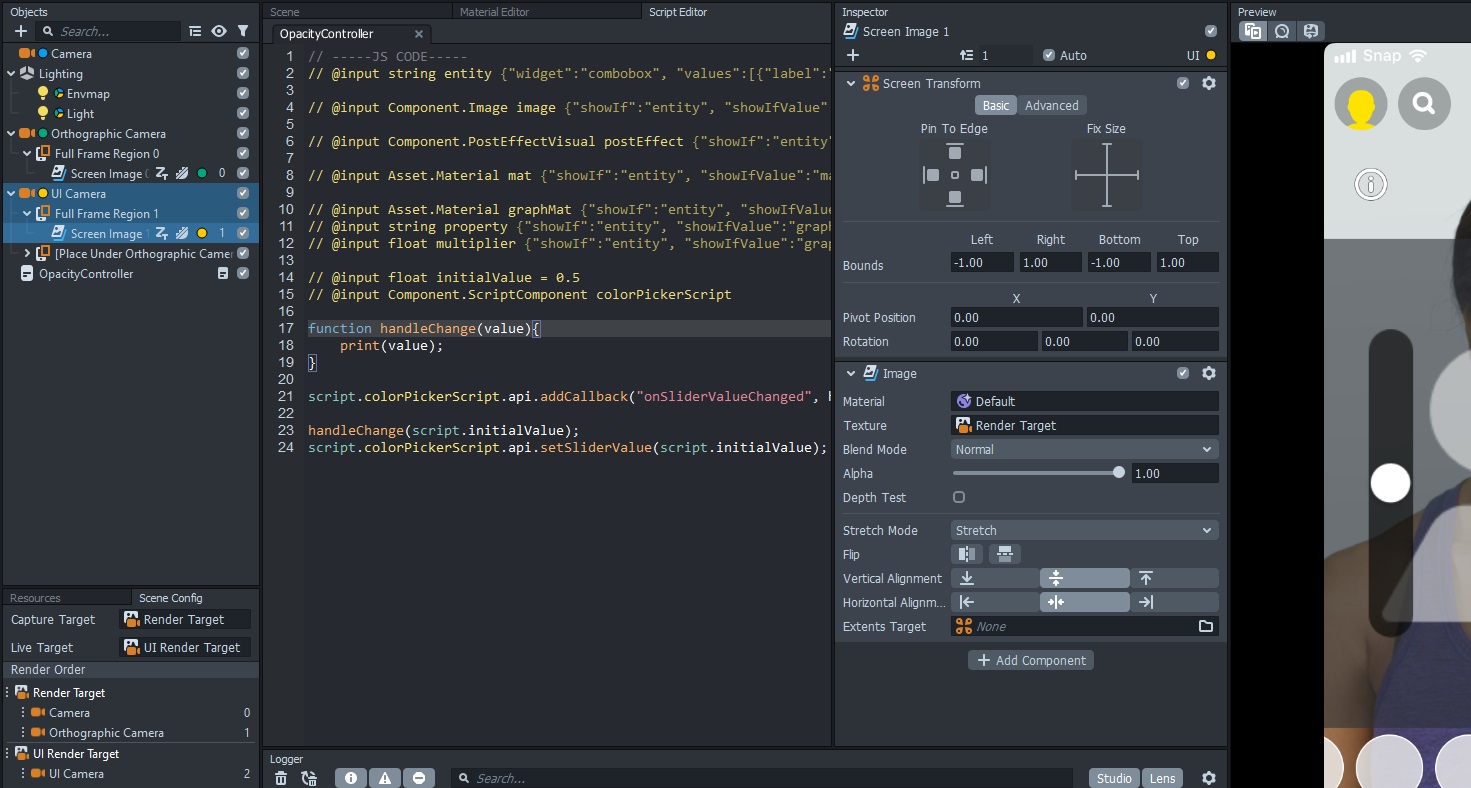 Objects
Search...
Camera
Lighting
Envmap
Light
Orthographic Camera
Full Frame Region 0
Screen Image 0
UI Camera
Full Frame Region 1
Screen Image 1
[Place Under Orthographic Camer
OpacityController
Resources Scene Config
Capture Target Render Target
Live Target UI Render Target
Render Order
Render Target
Camera 0
Orthographic Camera 1
UI Render Target
UI Camera 2
Scene Material Editor Script Editor
OpacityController
1 // -----JS CODE-----
2 // @input string entity {"widget":"combobox", "values":[{"label":"
3
4 // @input Component.Image image {"showIf":"entity", "showIfValue"
5
6 // @input Component.PostEffectVisual postEffect {"showIf":"entity"
7
8 // @input Asset.Material mat {"showIf":"entity", "showIfValue":"ma
9
10 // @input Asset.Material graphMat {"showIf":"entity", "showIfValue
11 // @input string property {"showIf":"entity", "showIfValue":"grap
12 // @input float multiplier {"showIf":"entity", "showIfValue":"gra
13
14 // @input float initialValue = 0.5
15 // @input Component.ScriptComponent colorPickerScript
16
17 function handleChange(value){
18 print(value);
19 }
20
21 script.colorPickerScript.api.addCallback("onSliderValueChanged", h
22
23 handleChange(script.initialValue);
24 script.colorPickerScript.api.setSliderValue(script.initialValue);
Logger
Search...
Studio Lens
Inspector
Screen Image 1
1 Auto UI
Screen Transform
Basic Advanced
Pin To Edge Fix Size
Left Right Bottom Top
Bounds -1.00 1.00 -1.00 1.00
X Y
Pivot Position 0.00 0.00
Rotation 0.00 0.00 0.00
Image
Material Default
Texture Render Target
Blend Mode Normal
Alpha 1.00
Depth Test
Stretch Mode Stretch
Flip
Vertical Alignment
Horizontal Alignm...
Extents Target None
+ Add Component
Preview
Snap